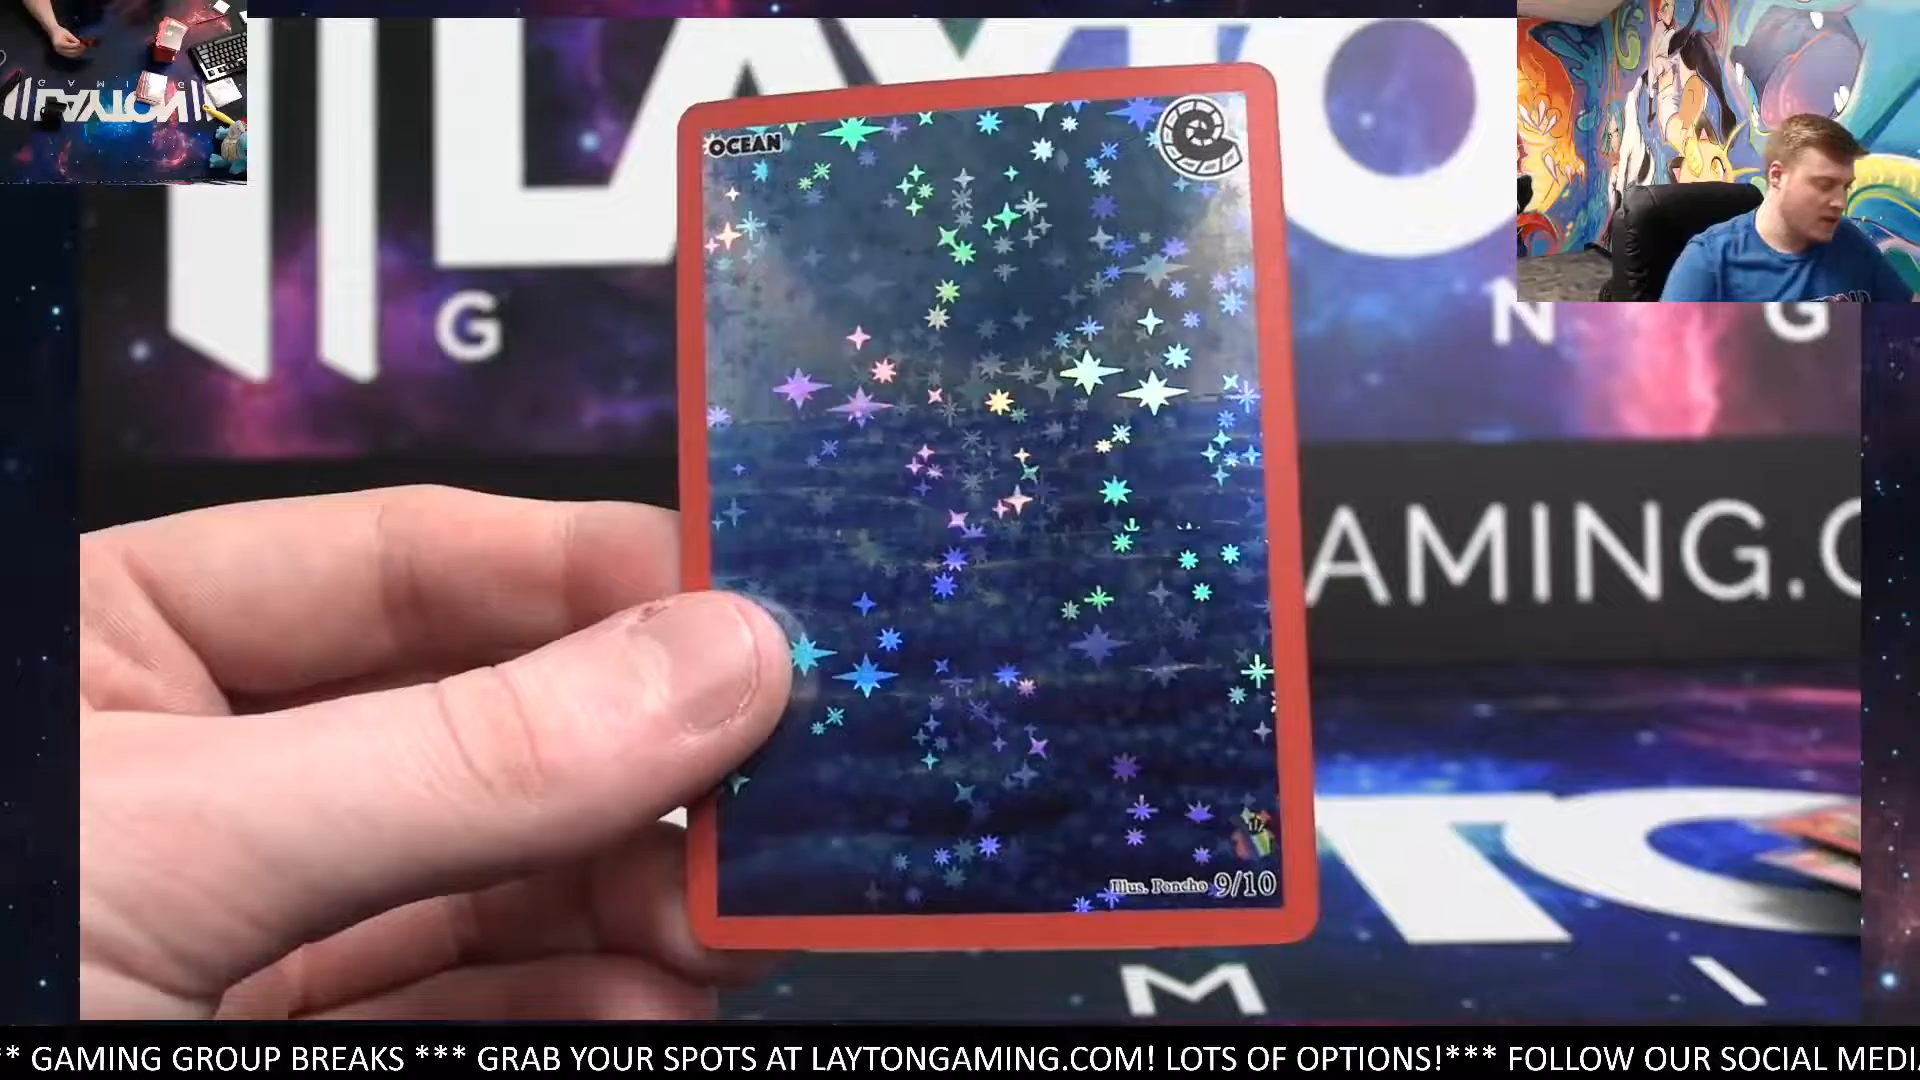 G
OCEAN
N G
AMING.C
Illus. Poncho 9/10
M I
** GAMING GROUP BREAKS *** GRAB YOUR SPOTS AT LAYTONGAMING.COM! LOTS OF OPTIONS!*** FOLLOW OUR SOCIAL MEDI